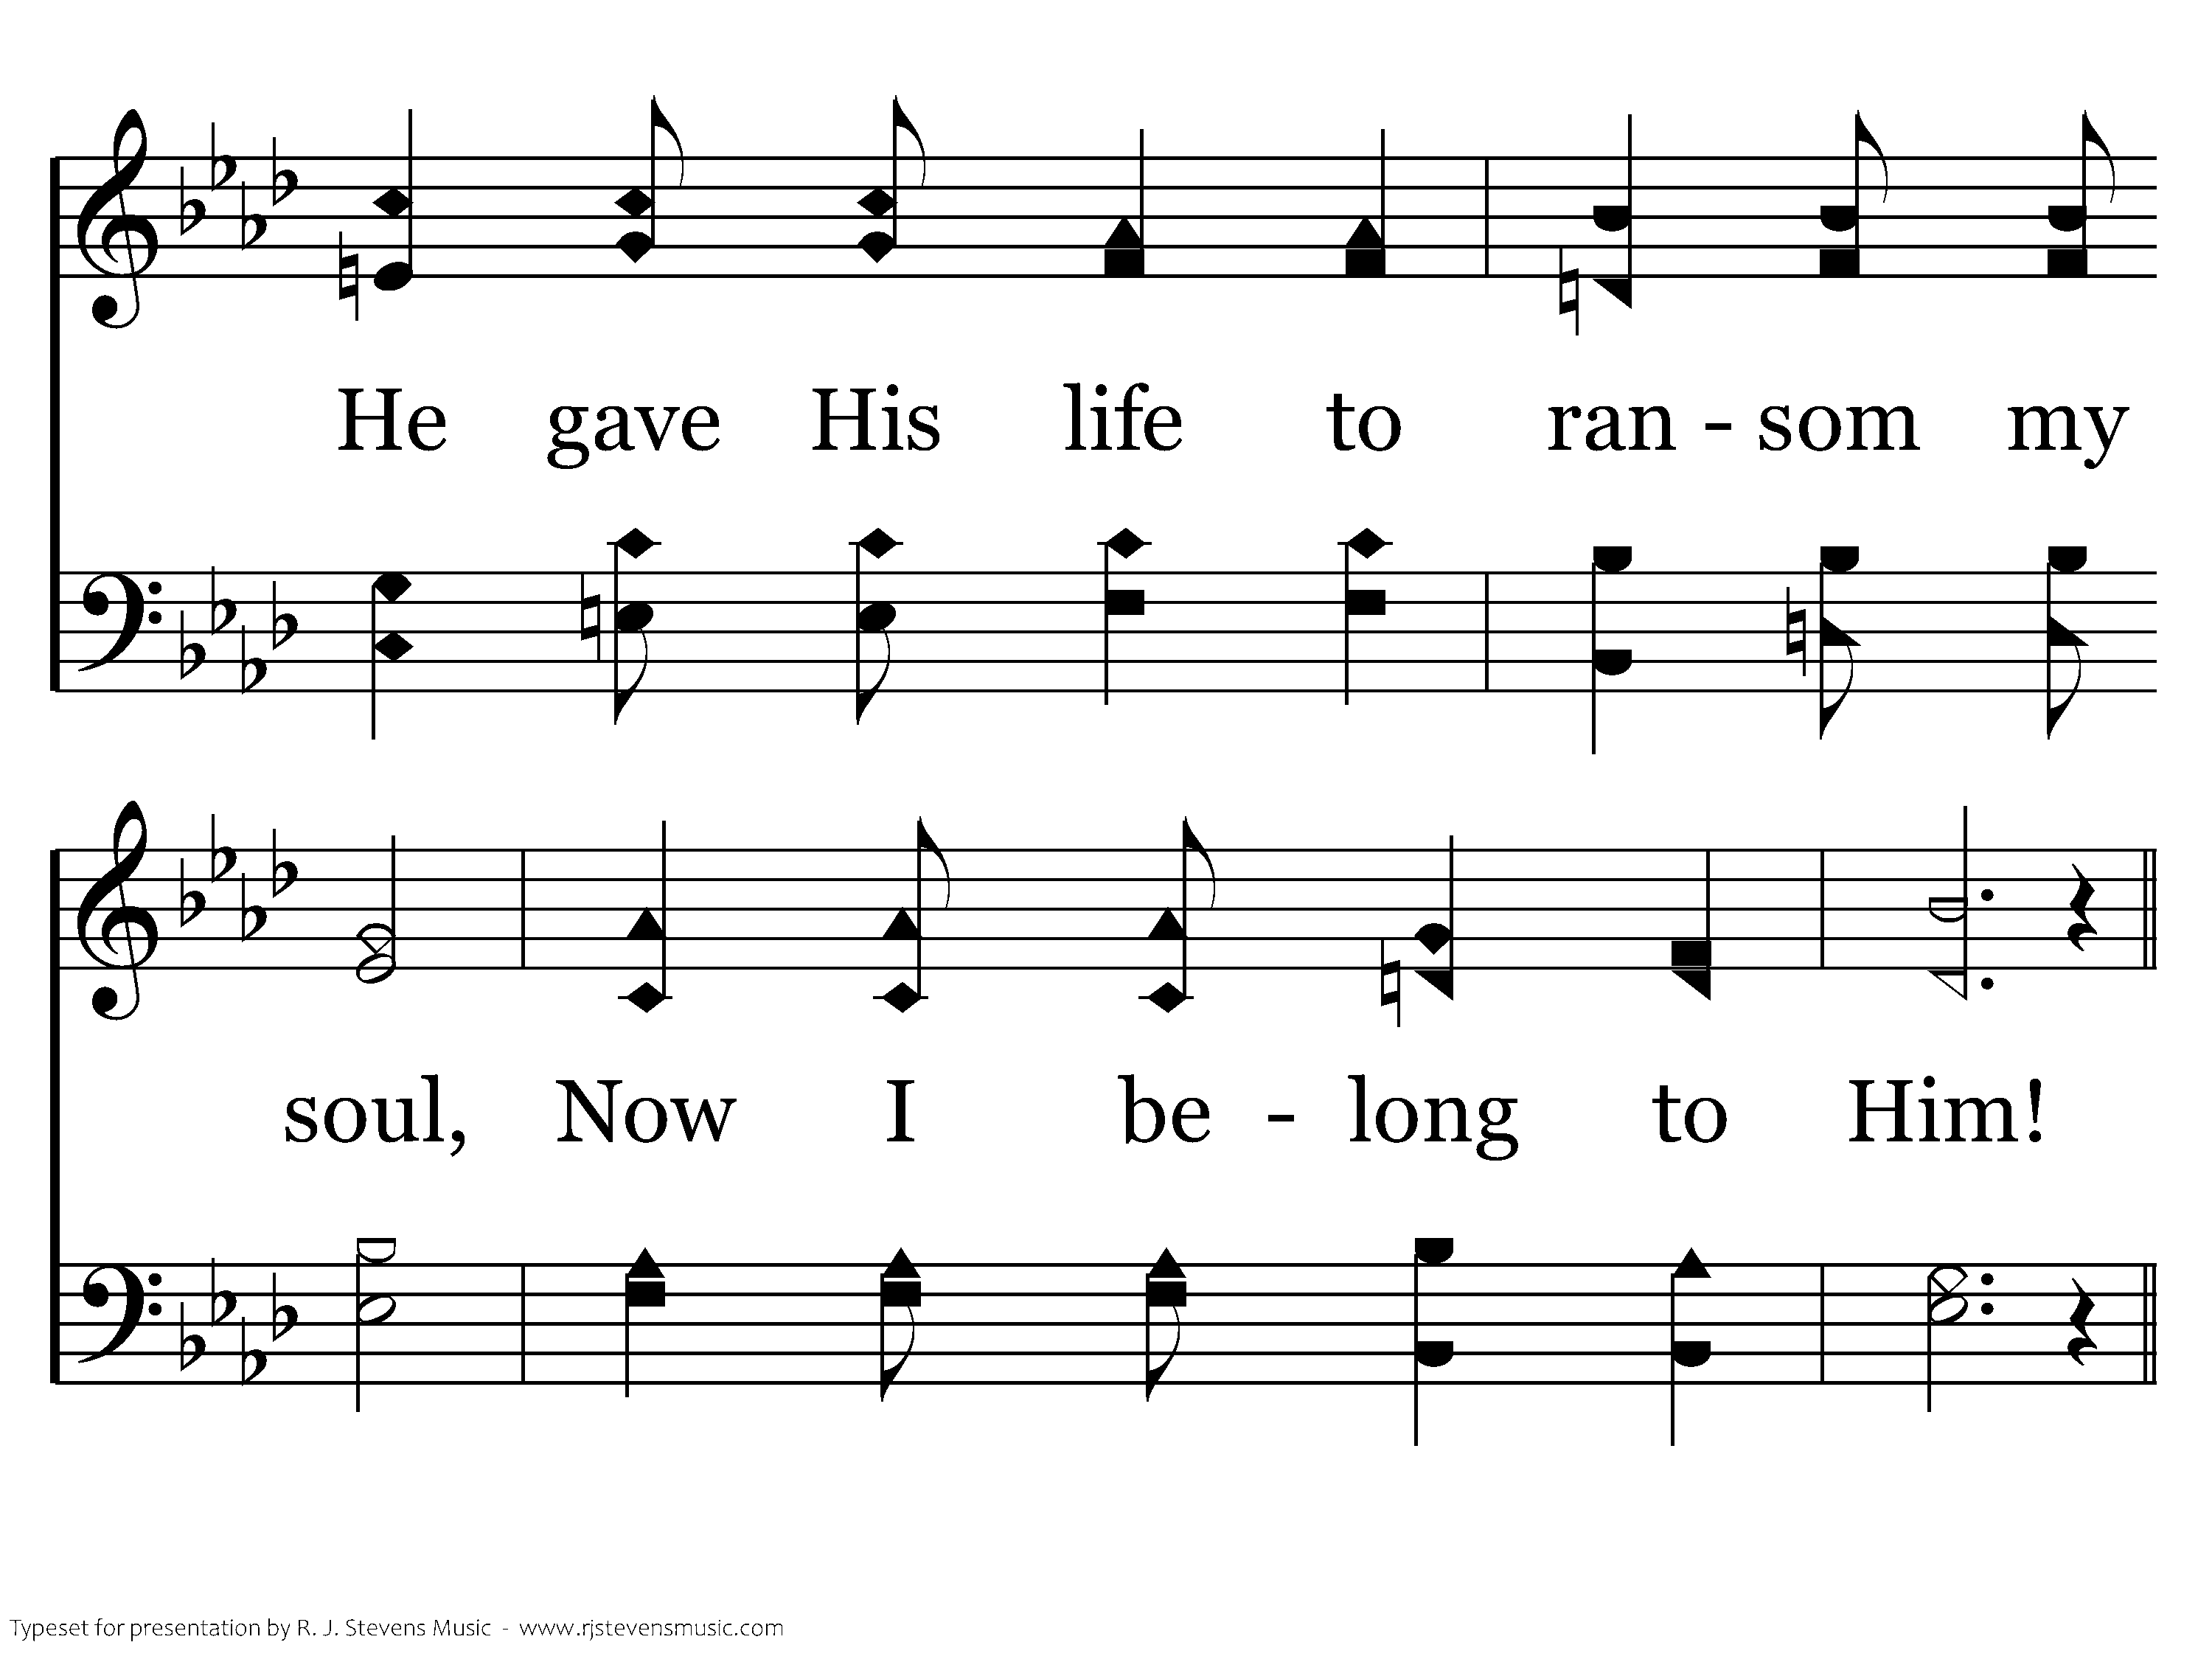 He gave His life to ran - som my
soul, Now I be - long to Him!
Typeset for presentation by R. J. Stevens Music - www.rjstevensmusic.com